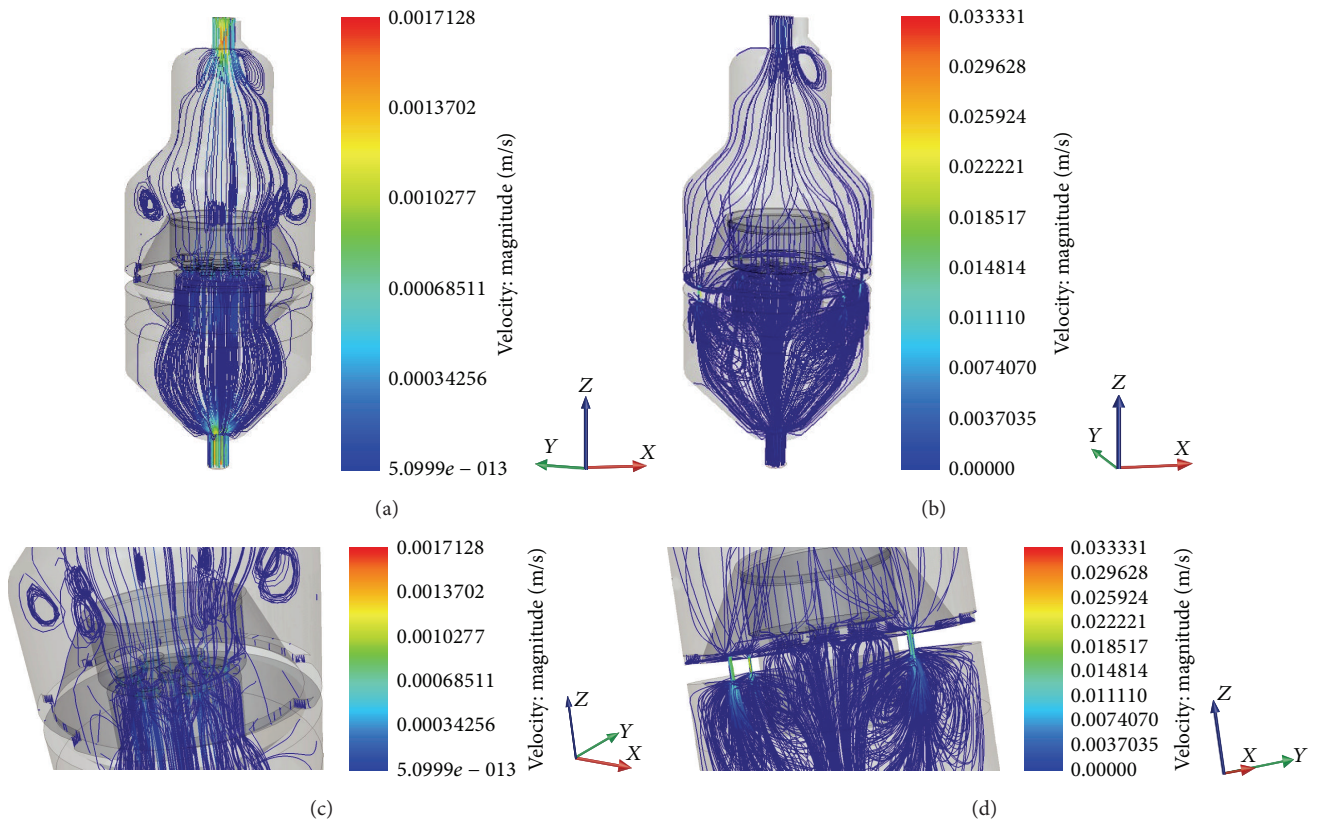 0.0017128
0.0013702
0.0010277
0.00068511
0.00034256
5.0999e − 013
Velocity: magnitude (m/s)
Z
Y
X
(a)
0.033331
0.029628
0.025924
0.022221
0.018517
0.014814
0.011110
0.0074070
0.0037035
0.00000
Velocity: magnitude (m/s)
Z
Y
X
(b)
0.0017128
0.0013702
0.0010277
0.00068511
0.00034256
5.0999e − 013
Velocity: magnitude (m/s)
Z
Y
X
(c)
0.033331
0.029628
0.025924
0.022221
0.018517
0.014814
0.011110
0.0074070
0.0037035
0.00000
Velocity: magnitude (m/s)
Z
X
Y
(d)